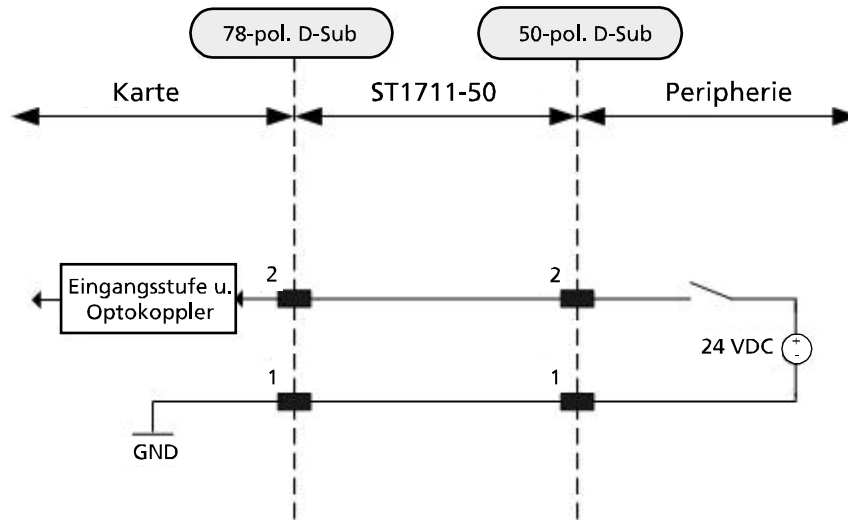 78-pol. D-Sub
50-pol. D-Sub
Karte
ST1711-50
Peripherie
Eingangsstufe u.
Optokoppler
2
2
+
-
24 VDC
1
1
GND